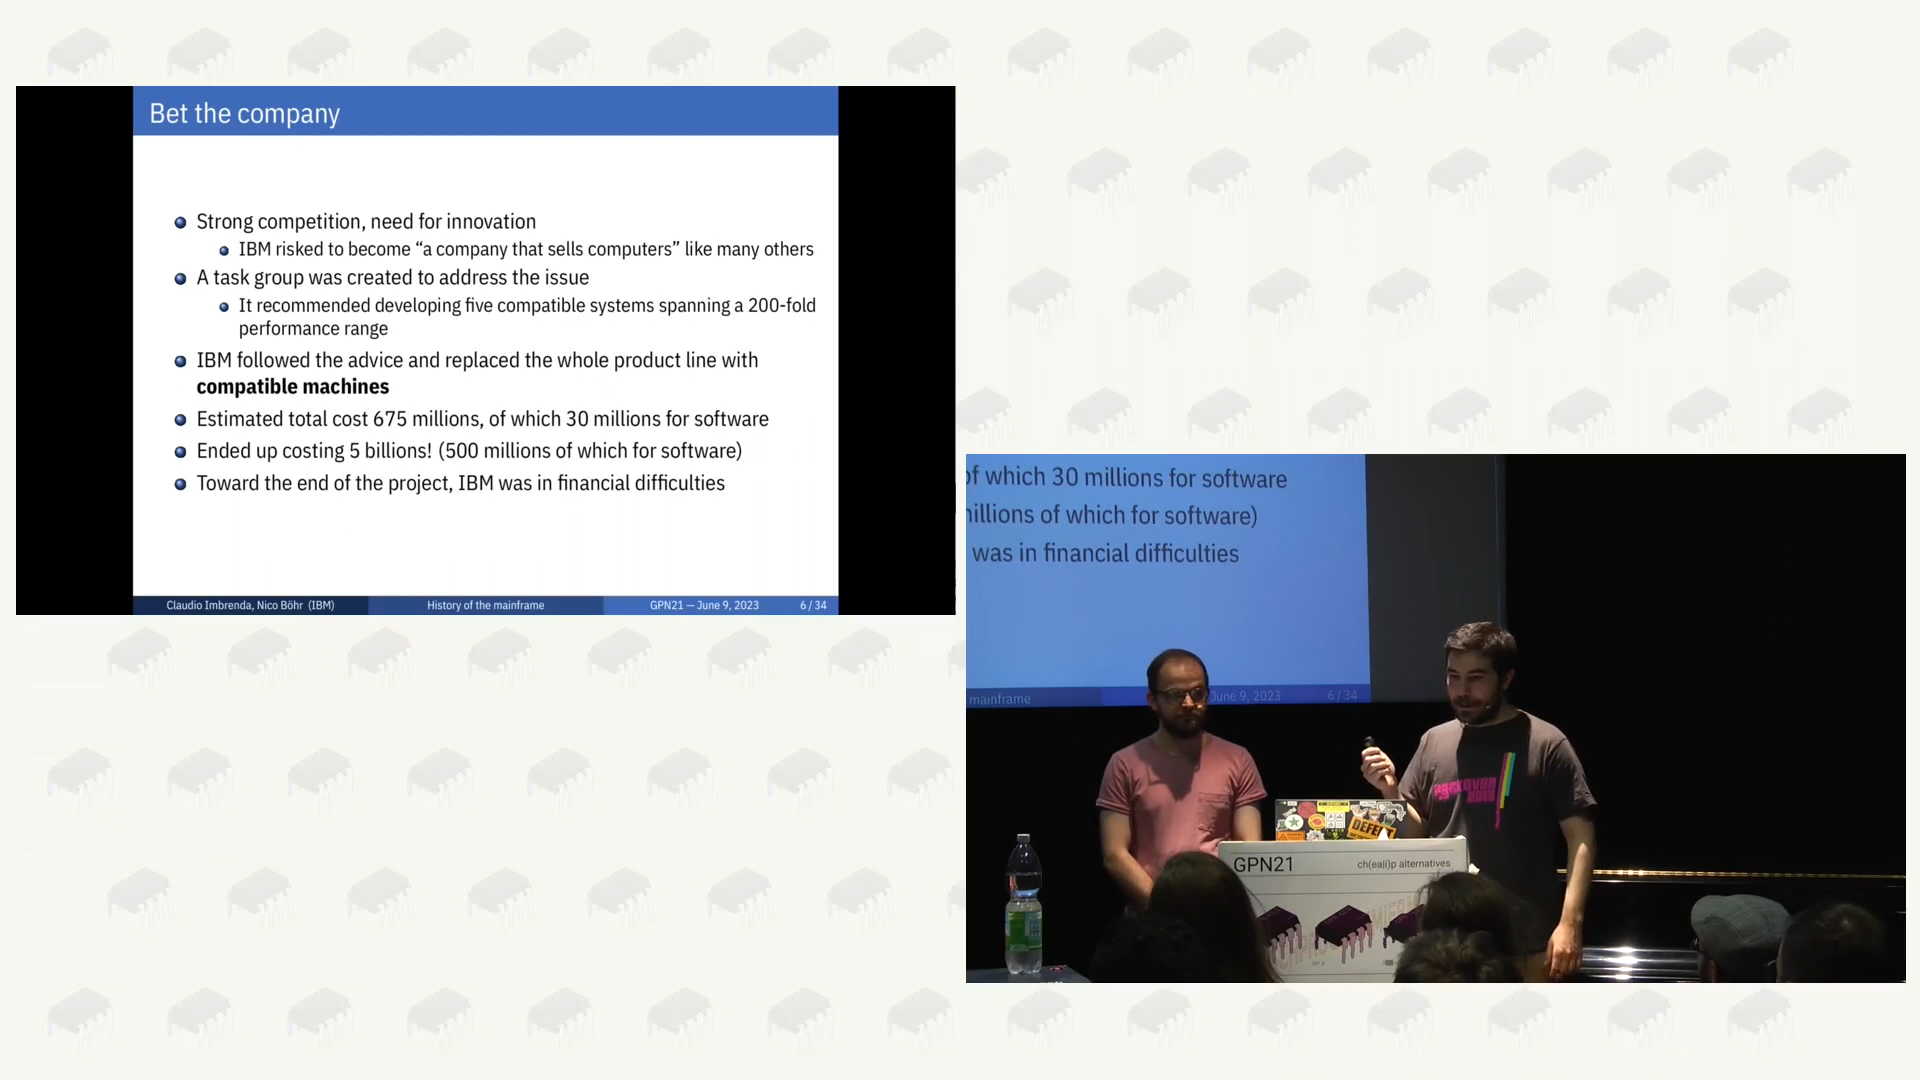 Bet the company
Strong competition, need for innovation
IBM risked to become “a company that sells computers” like many others
A task group was created to address the issue
It recommended developing five compatible systems spanning a 200-fold
performance range
IBM followed the advice and replaced the whole product line with
compatible machines
Estimated total cost 675 millions, of which 30 millions for software
Ended up costing 5 billions! (500 millions of which for software)
Toward the end of the project, IBM was in financial difficulties
Claudio Imbrenda, Nico Böhr (IBM) History of the mainframe GPN21 — June 9, 2023 6 / 34
of which 30 millions for software
millions of which for software)
was in financial difficulties
mainframe June 9, 2023 6 / 34
HACKOVER
2015
GPN21 ch(ea|i)p alternatives